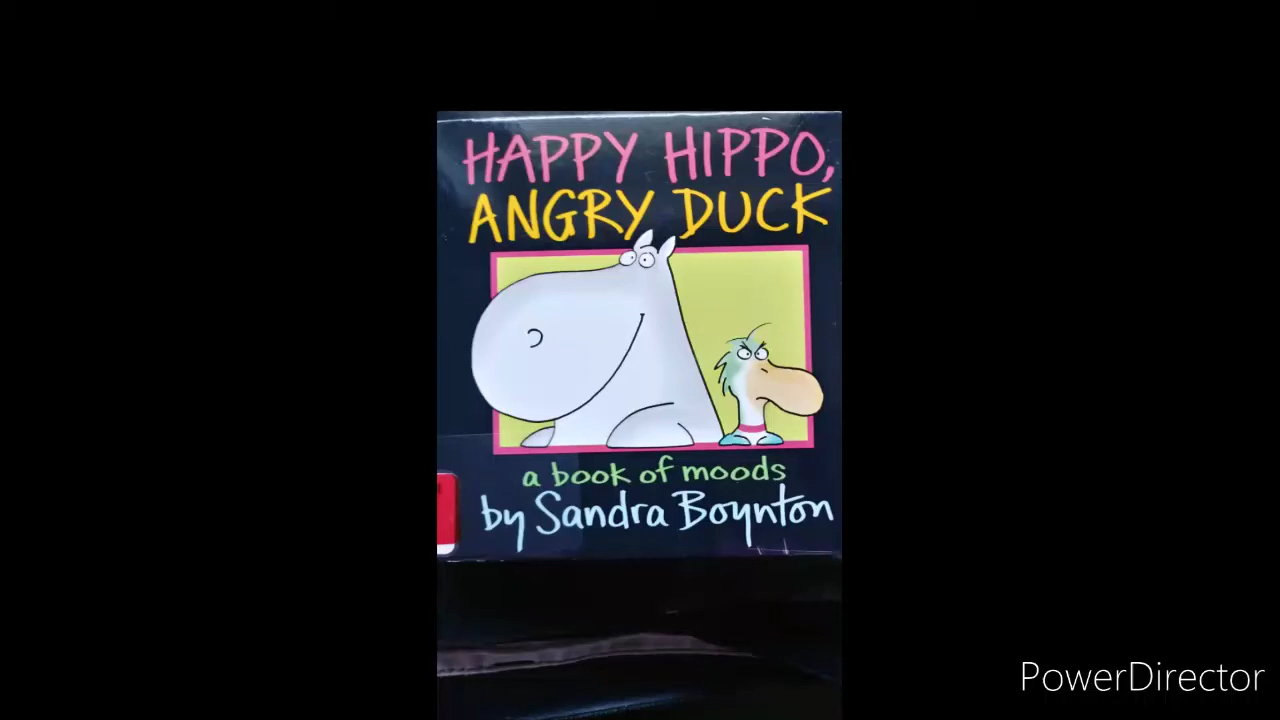 HAPPY HIPPO,
ANGRY DUCK
a book of moods
by Sandra Boynton
PowerDirector